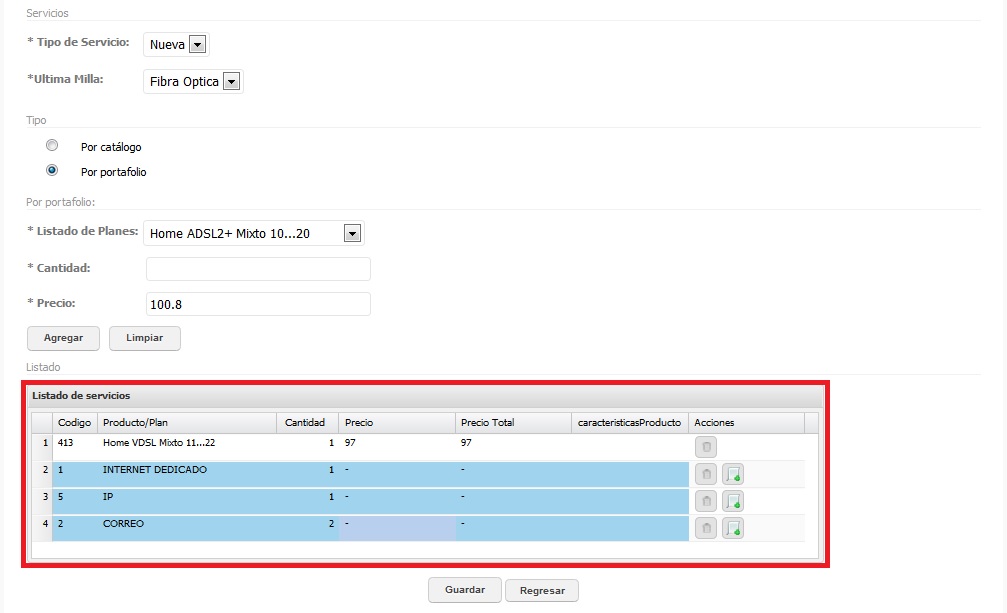 Servicios
* Tipo de Servicio: Nueva
*Ultima Milla: Fibra Optica
Tipo
Por catálogo
Por portafolio
Por portafolio:
* Listado de Planes: Home ADSL2+ Mixto 10...20
* Cantidad:
* Precio: 100.8
Agregar Limpiar
Listado
Listado de servicios
Codigo Producto/Plan Cantidad Precio Precio Total caracteristicasProducto Acciones
1 413 Home VDSL Mixto 11...22 1 97 97
2 1 INTERNET DEDICADO 1 - -
3 5 IP 1 - -
4 2 CORREO 2 - -
Guardar Regresar